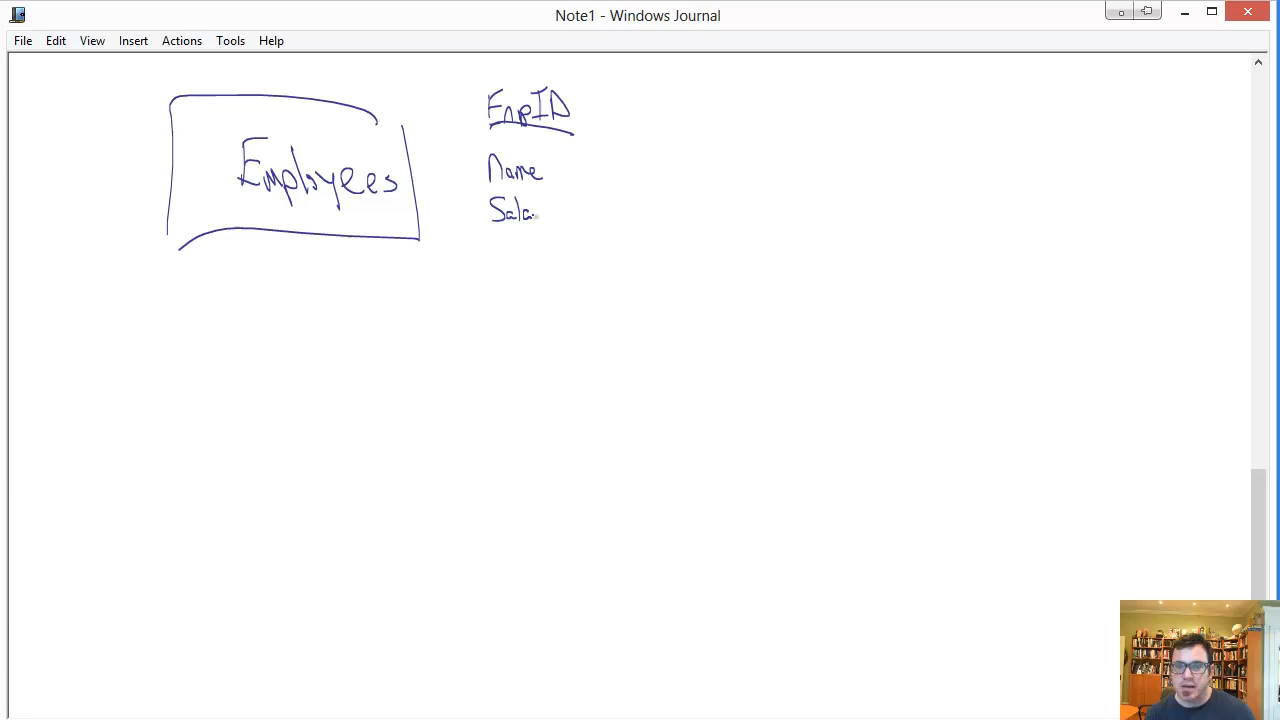 Note1 - Windows Journal
File Edit View Insert Actions Tools Help
EmpID
Employees
Name
Sala